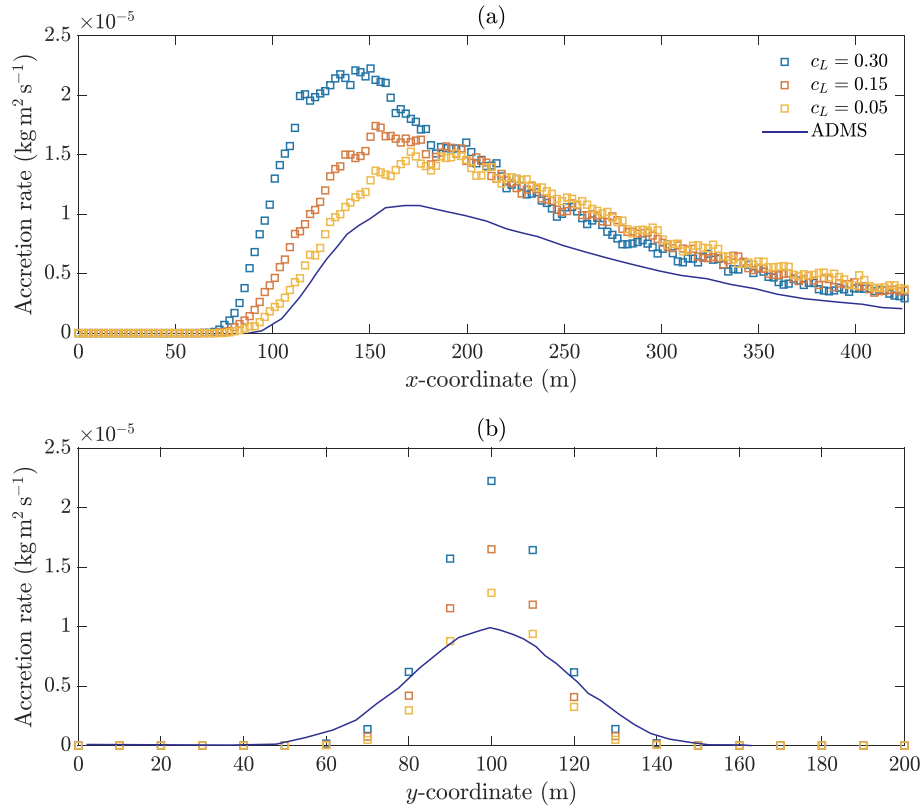 (a)
×10⁻⁵
2.5
2
1.5
1
0.5
0
Accretion rate (kg m² s⁻¹)
c_L = 0.30
c_L = 0.15
c_L = 0.05
ADMS
0 50 100 150 200 250 300 350 400
x-coordinate (m)
(b)
×10⁻⁵
2.5
2
1.5
1
0.5
0
Accretion rate (kg m² s⁻¹)
0 20 40 60 80 100 120 140 160 180 200
y-coordinate (m)